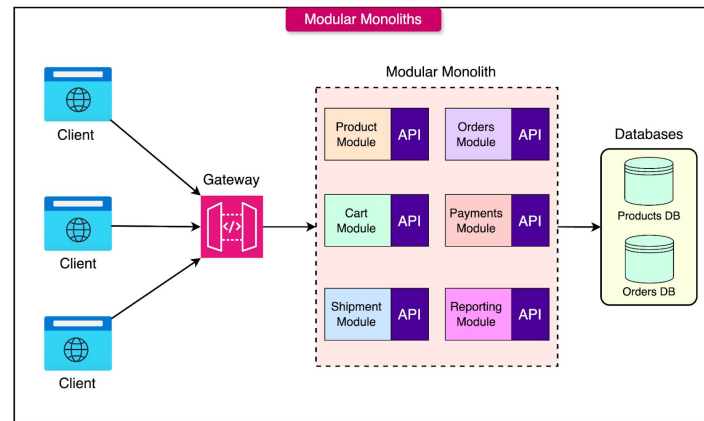 Modular Monoliths
Client
Client
Client
Gateway
</>
Modular Monolith
Product
Module
API
Orders
Module
API
Cart
Module
API
Payments
Module
API
Shipment
Module
API
Reporting
Module
API
Databases
Products DB
Orders DB